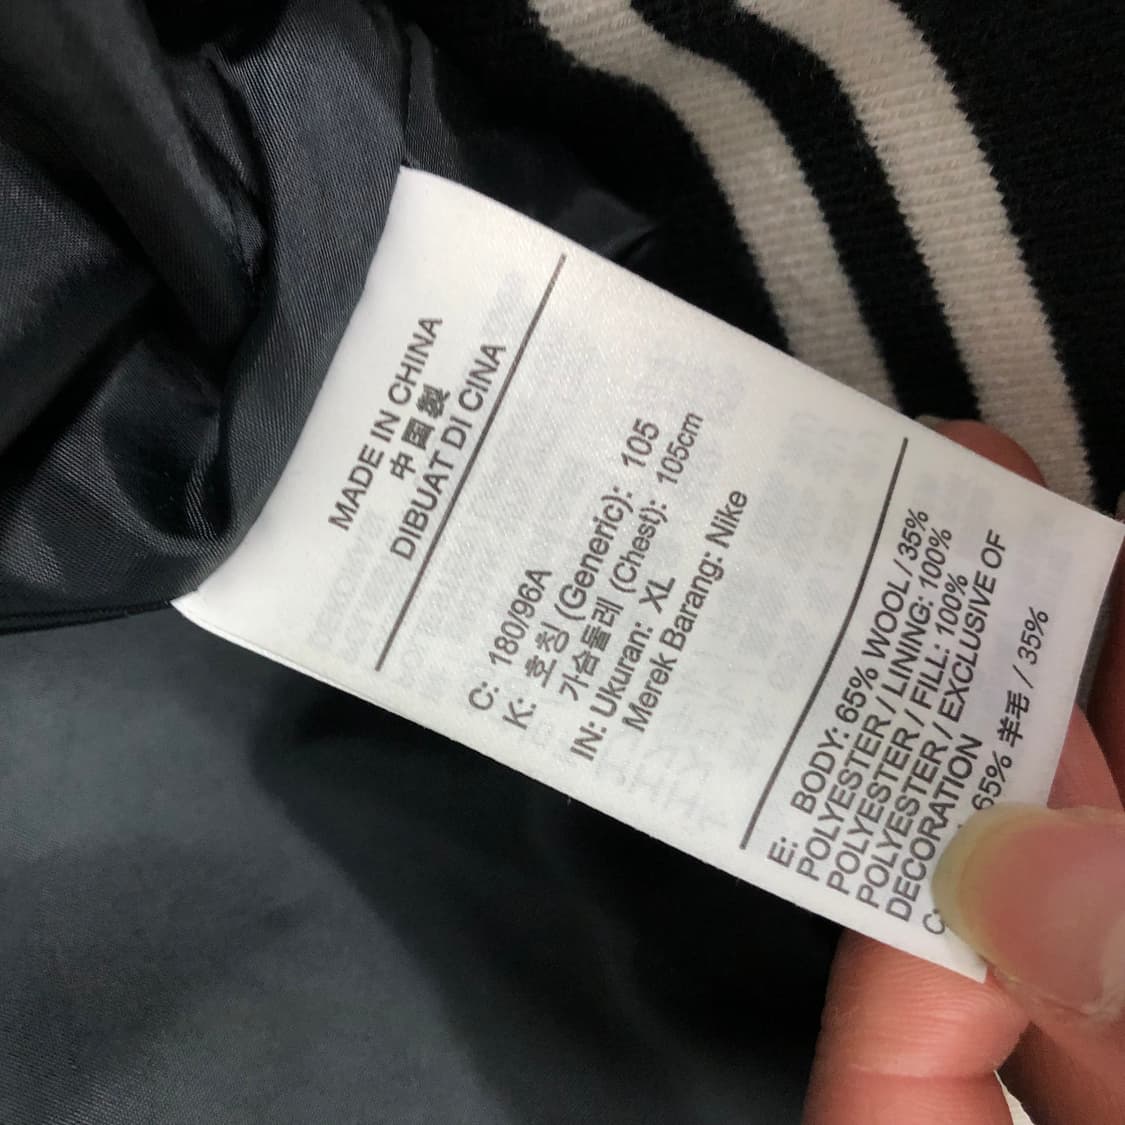 MADE IN CHINA
中国製
DIBUAT DI CINA
C: 180/96A
K: 호칭 (Generic): 105
가슴둘레 (Chest): 105cm
IN: Ukuran: XL
Merek Barang: Nike
E: BODY: 65% WOOL / 35%
POLYESTER / LINING: 100%
POLYESTER / FILL: 100%
POLYESTER / EXCLUSIVE OF
DECORATION
65% 羊毛 / 35%